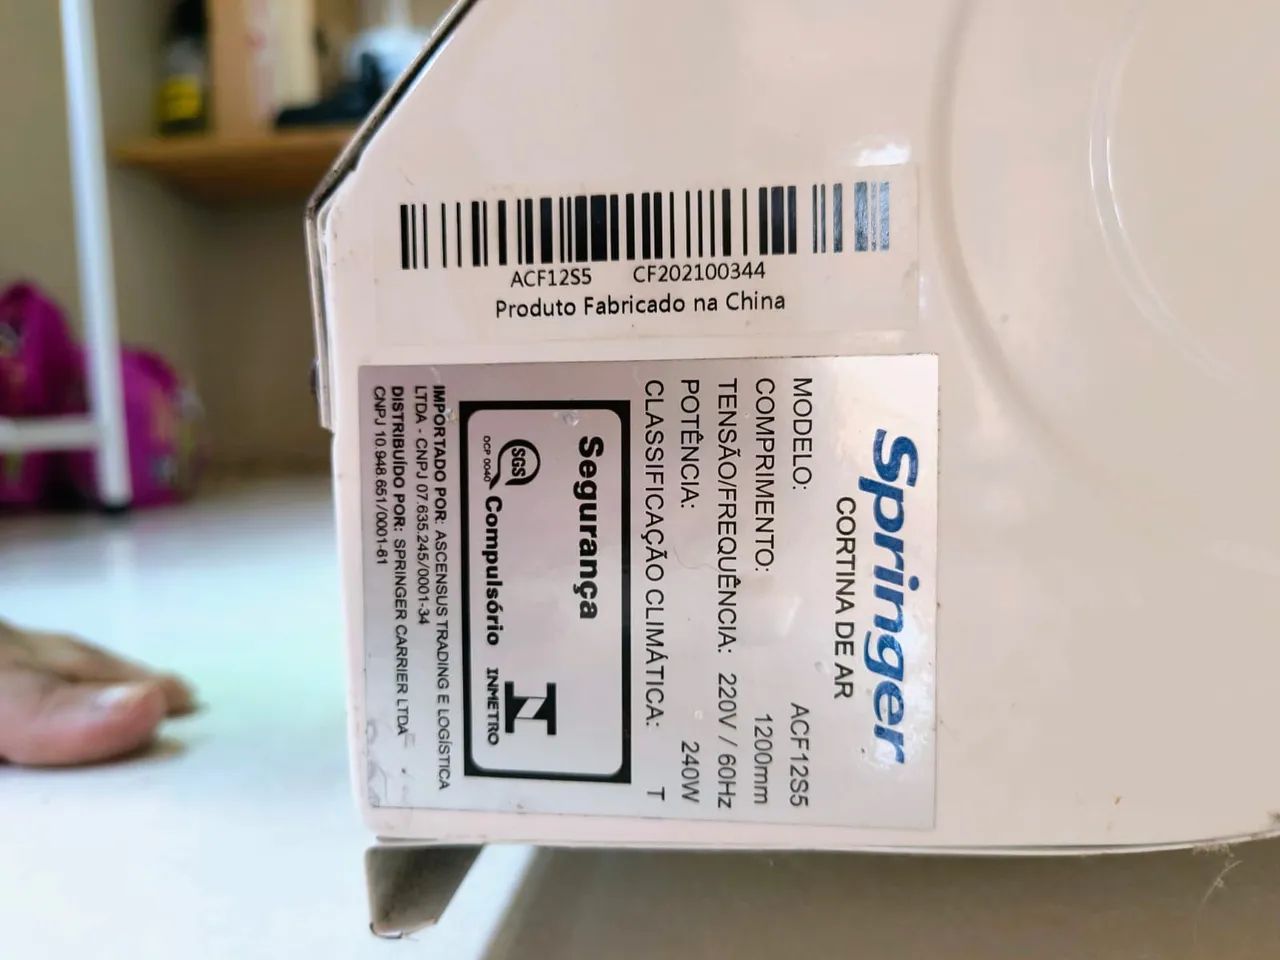 ACF12S5 CF202100344
Produto Fabricado na China
Springer
CORTINA DE AR
MODELO: ACF12S5
COMPRIMENTO: 1200mm
TENSÃO/FREQUÊNCIA: 220V / 60Hz
POTÊNCIA: 240W
CLASSIFICAÇÃO CLIMÁTICA: T
Segurança
SGS
OCP 0040
Compulsório
INMETRO
IMPORTADO POR: ASCENSUS TRADING E LOGÍSTICA
LTDA - CNPJ 07.635.245/0001-34
DISTRIBUÍDO POR: SPRINGER CARRIER LTDA
CNPJ 10 948 651/0001-61